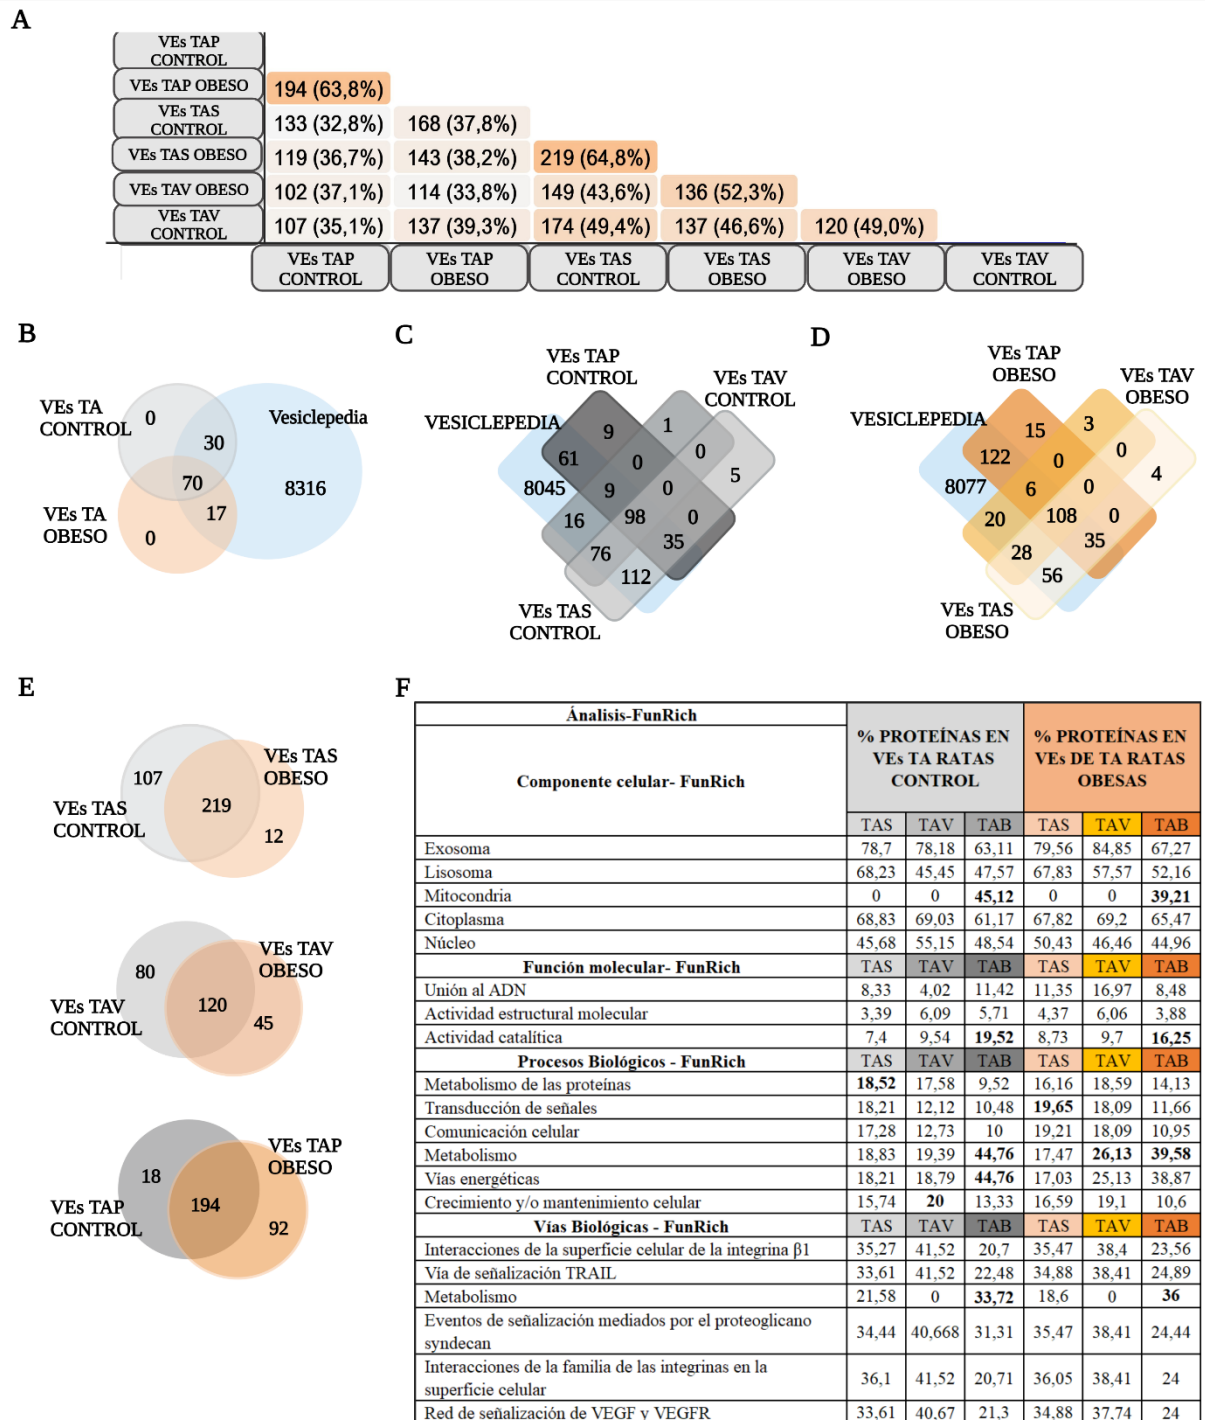 A
VEs TAP
CONTROL
VEs TAP OBESO 194 (63,8%)
VEs TAS
CONTROL
133 (32,8%) 168 (37,8%)
VEs TAS OBESO 119 (36,7%) 143 (38,2%) 219 (64,8%)
VEs TAV OBESO 102 (37,1%) 114 (33,8%) 149 (43,6%) 136 (52,3%)
VEs TAV
CONTROL
107 (35,1%) 137 (39,3%) 174 (49,4%) 137 (46,6%) 120 (49,0%)
VEs TAP
CONTROL
VEs TAP
OBESO
VEs TAS
CONTROL
VEs TAS
OBESO
VEs TAV
OBESO
VEs TAV
CONTROL
B
VEs TA
CONTROL
0
30
Vesiclepedia
70
8316
VEs TA
OBESO
17
0
C
VEs TAP
CONTROL
VEs TAV
CONTROL
VESICLEPEDIA
9
1
61
0
0
5
8045
9
0
16
98
0
76
35
112
VEs TAS
CONTROL
D
VEs TAP
OBESO
VEs TAV
OBESO
VESICLEPEDIA
15
3
122
0
0
4
8077
6
0
20
108
0
28
35
56
VEs TAS
OBESO
E
107
VEs TAS
OBESO
VEs TAS
CONTROL
219
12
80
VEs TAV
OBESO
VEs TAV
CONTROL
120
45
18
VEs TAP
OBESO
VEs TAP
CONTROL
194
92
F
Ánalisis-FunRich
Componente celular- FunRich
% PROTEÍNAS EN
VEs TA RATAS
CONTROL
% PROTEÍNAS EN
VEs DE TA RATAS
OBESAS
TAS TAV TAB TAS TAV TAB
Exosoma 78,7 78,18 63,11 79,56 84,85 67,27
Lisosoma 68,23 45,45 47,57 67,83 57,57 52,16
Mitocondria 0 0 45,12 0 0 39,21
Citoplasma 68,83 69,03 61,17 67,82 69,2 65,47
Núcleo 45,68 55,15 48,54 50,43 46,46 44,96
Función molecular- FunRich TAS TAV TAB TAS TAV TAB
Unión al ADN 8,33 4,02 11,42 11,35 16,97 8,48
Actividad estructural molecular 3,39 6,09 5,71 4,37 6,06 3,88
Actividad catalítica 7,4 9,54 19,52 8,73 9,7 16,25
Procesos Biológicos - FunRich TAS TAV TAB TAS TAV TAB
Metabolismo de las proteínas 18,52 17,58 9,52 16,16 18,59 14,13
Transducción de señales 18,21 12,12 10,48 19,65 18,09 11,66
Comunicación celular 17,28 12,73 10 19,21 18,09 10,95
Metabolismo 18,83 19,39 44,76 17,47 26,13 39,58
Vías energéticas 18,21 18,79 44,76 17,03 25,13 38,87
Crecimiento y/o mantenimiento celular 15,74 20 13,33 16,59 19,1 10,6
Vías Biológicas - FunRich TAS TAV TAB TAS TAV TAB
Interacciones de la superficie celular de la integrina β1 35,27 41,52 20,7 35,47 38,4 23,56
Vía de señalización TRAIL 33,61 41,52 22,48 34,88 38,41 24,89
Metabolismo 21,58 0 33,72 18,6 0 36
Eventos de señalización mediados por el proteoglicano
syndecan
34,44 40,668 31,31 35,47 38,41 24,44
Interacciones de la familia de las integrinas en la
superficie celular
36,1 41,52 20,71 36,05 38,41 24
Red de señalización de VEGF y VEGFR 33,61 40,67 21,3 34,88 37,74 24